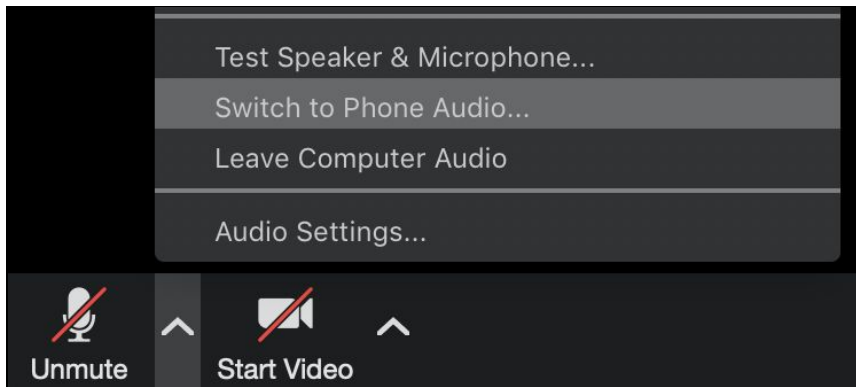 Test Speaker & Microphone...
Switch to Phone Audio...
Leave Computer Audio
Audio Settings...
Unmute
Start Video